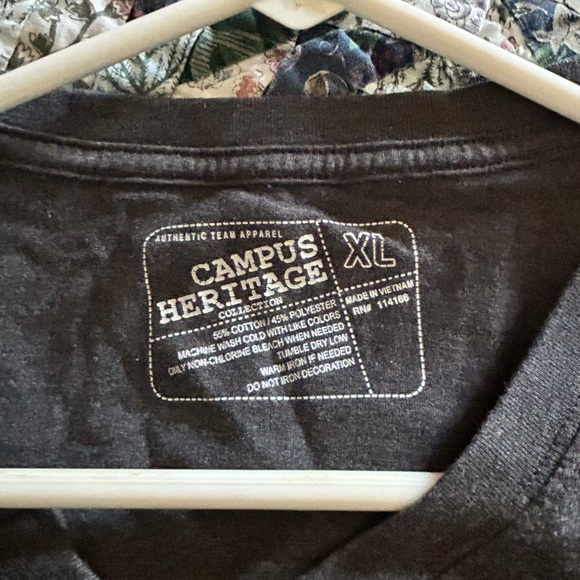 AUTHENTIC TEAM APPAREL
CAMPUS
HERITAGE
COLLECTION
XL
55% COTTON / 45% POLYESTER
MACHINE WASH COLD WITH LIKE COLORS
ONLY NON-CHLORINE BLEACH WHEN NEEDED
TUMBLE DRY LOW
WARM IRON IF NEEDED
DO NOT IRON DECORATION
MADE IN VIETNAM
RN# 114166